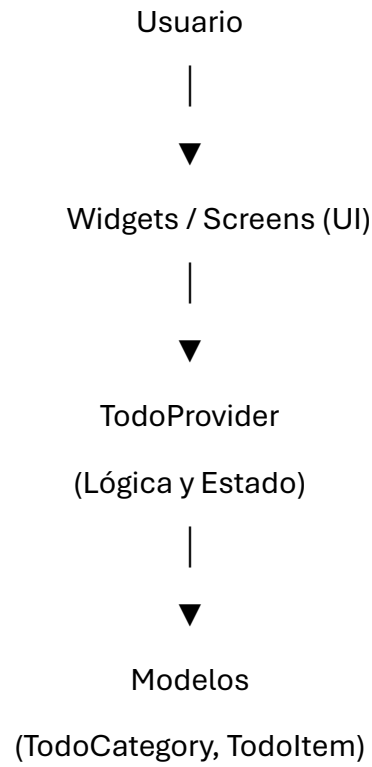 Usuario
│
▼
Widgets / Screens (UI)
│
▼
TodoProvider
(Lógica y Estado)
│
▼
Modelos
(TodoCategory, TodoItem)